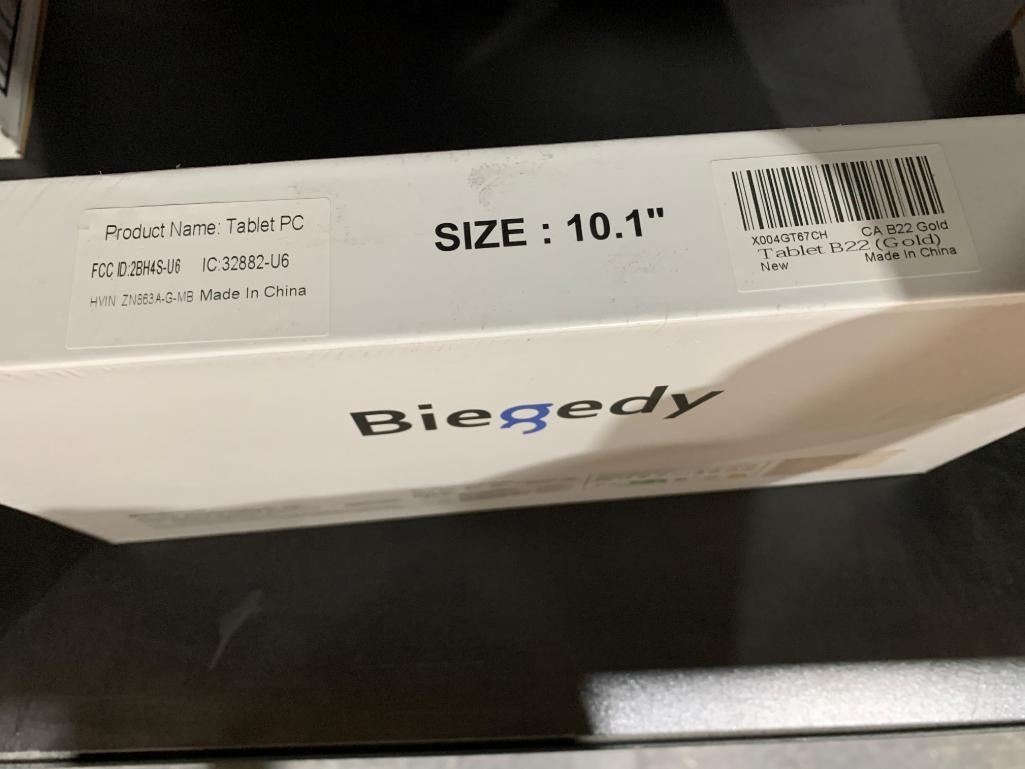 Product Name: Tablet PC
FCC ID:2BH4S-U6 IC:32882-U6
HVIN ZN863A-G-MB Made In China
SIZE : 10.1"
X004GT67CH CA B22 Gold
Tablet B22 (Gold)
New Made In China
Biegedy